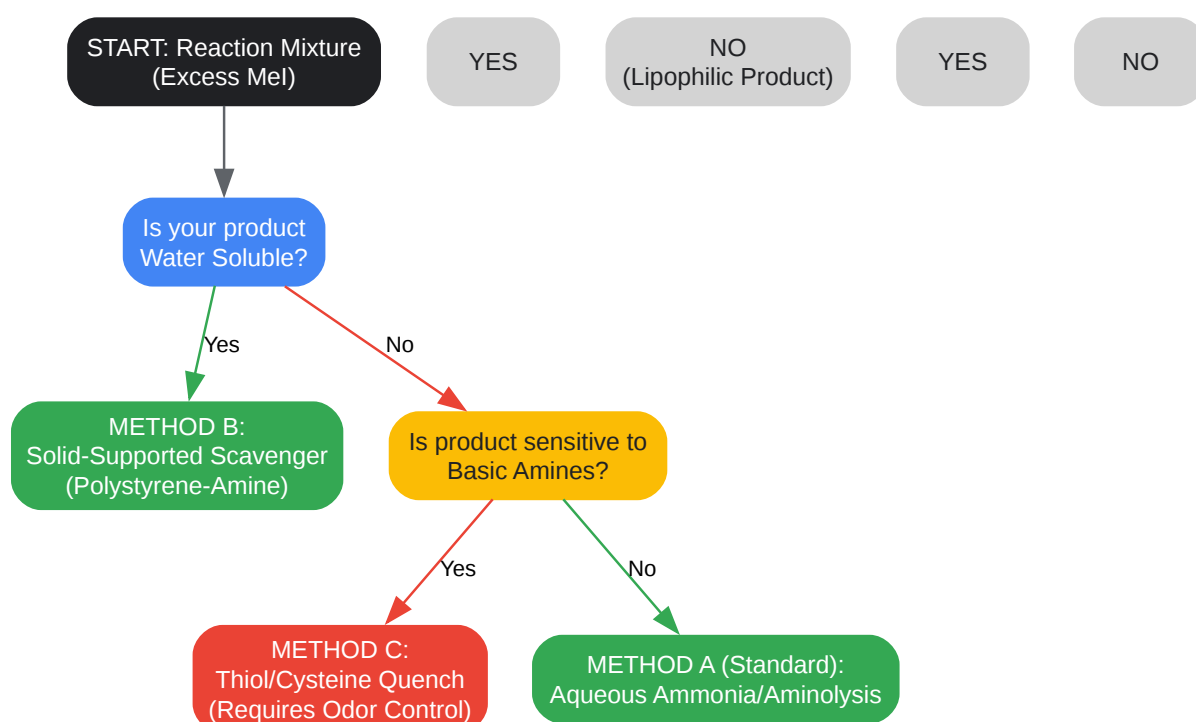 START: Reaction Mixture
(Excess MeI)
YES
NO
(Lipophilic Product)
YES
NO
Is your product
Water Soluble?
Yes
No
METHOD B:
Solid-Supported Scavenger
(Polystyrene-Amine)
Is product sensitive to
Basic Amines?
Yes
No
METHOD C:
Thiol/Cysteine Quench
(Requires Odor Control)
METHOD A (Standard):
Aqueous Ammonia/Aminolysis